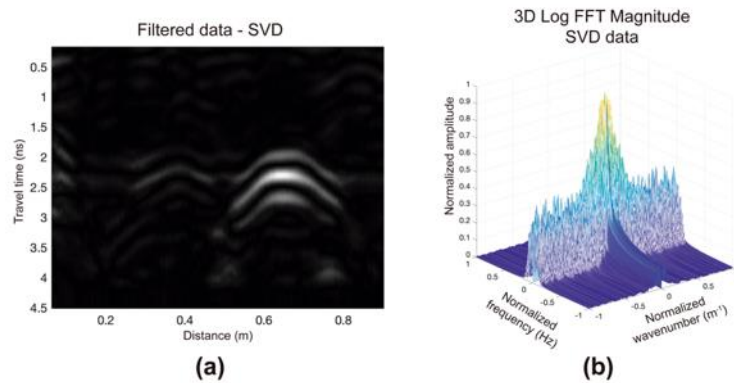 Filtered data - SVD
Travel time (ns)
0.5
1
1.5
2
2.5
3
3.5
4
4.5
0.2
0.4
0.6
0.8
Distance (m)
(a)
3D Log FFT Magnitude
SVD data
Normalized amplitude
1
0.9
0.8
0.7
0.6
0.5
0.4
0.3
0.2
0.1
0
1
0.5
0
-0.5
-1
Normalized
frequency (Hz)
-1
-0.5
0
0.5
Normalized
wavenumber (m⁻¹)
(b)